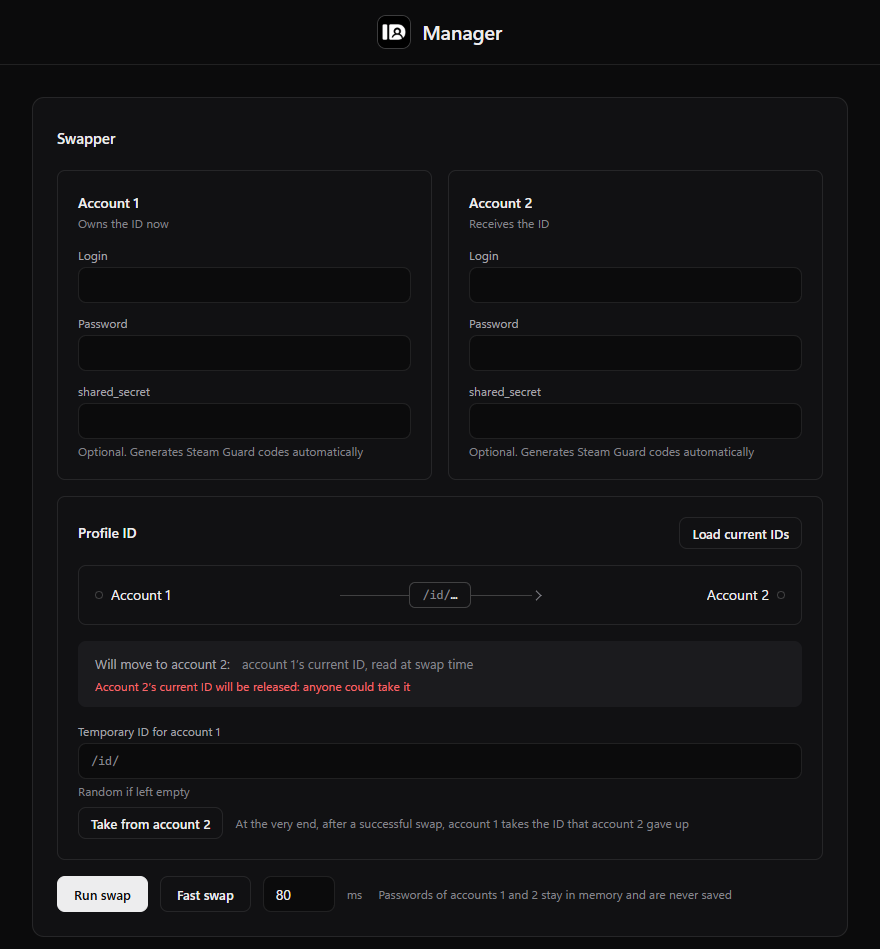 ID Manager
Swapper
Account 1
Owns the ID now
Login
Password
shared_secret
Optional. Generates Steam Guard codes automatically
Account 2
Receives the ID
Login
Password
shared_secret
Optional. Generates Steam Guard codes automatically
Profile ID
Load current IDs
Account 1
/id/…
Account 2
Will move to account 2: account 1's current ID, read at swap time
Account 2's current ID will be released: anyone could take it
Temporary ID for account 1
/id/
Random if left empty
Take from account 2
At the very end, after a successful swap, account 1 takes the ID that account 2 gave up
Run swap
Fast swap
80
ms
Passwords of accounts 1 and 2 stay in memory and are never saved